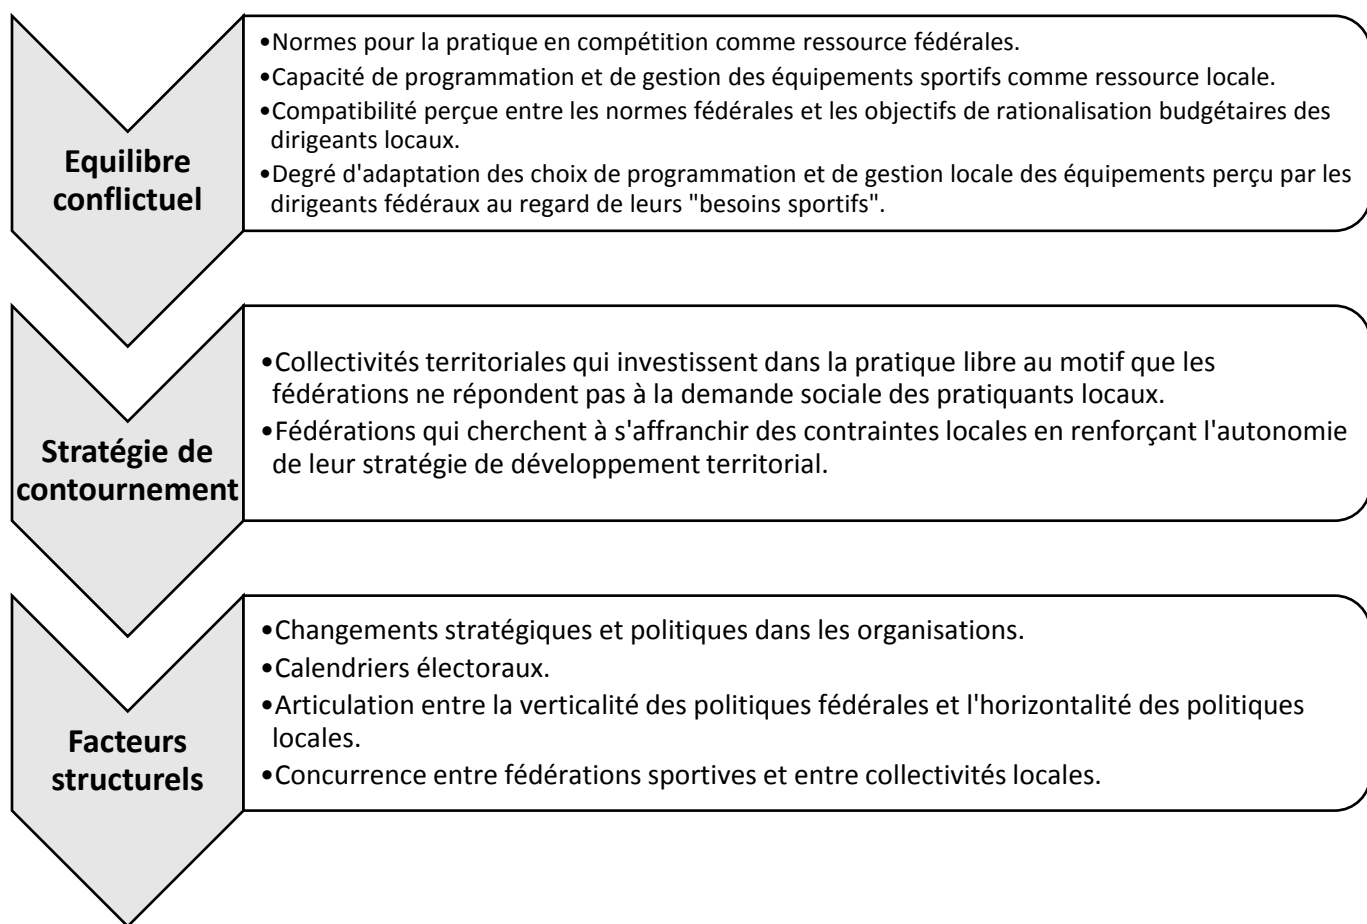 Equilibre
conflictuel
•Normes pour la pratique en compétition comme ressource fédérales.
•Capacité de programmation et de gestion des équipements sportifs comme ressource locale.
•Compatibilité perçue entre les normes fédérales et les objectifs de rationalisation budgétaires des
dirigeants locaux.
•Degré d'adaptation des choix de programmation et de gestion locale des équipements perçu par les
dirigeants fédéraux au regard de leurs "besoins sportifs".
Stratégie de
contournement
•Collectivités territoriales qui investissent dans la pratique libre au motif que les
fédérations ne répondent pas à la demande sociale des pratiquants locaux.
•Fédérations qui cherchent à s'affranchir des contraintes locales en renforçant l'autonomie
de leur stratégie de développement territorial.
Facteurs
structurels
•Changements stratégiques et politiques dans les organisations.
•Calendriers électoraux.
•Articulation entre la verticalité des politiques fédérales et l'horizontalité des politiques
locales.
•Concurrence entre fédérations sportives et entre collectivités locales.